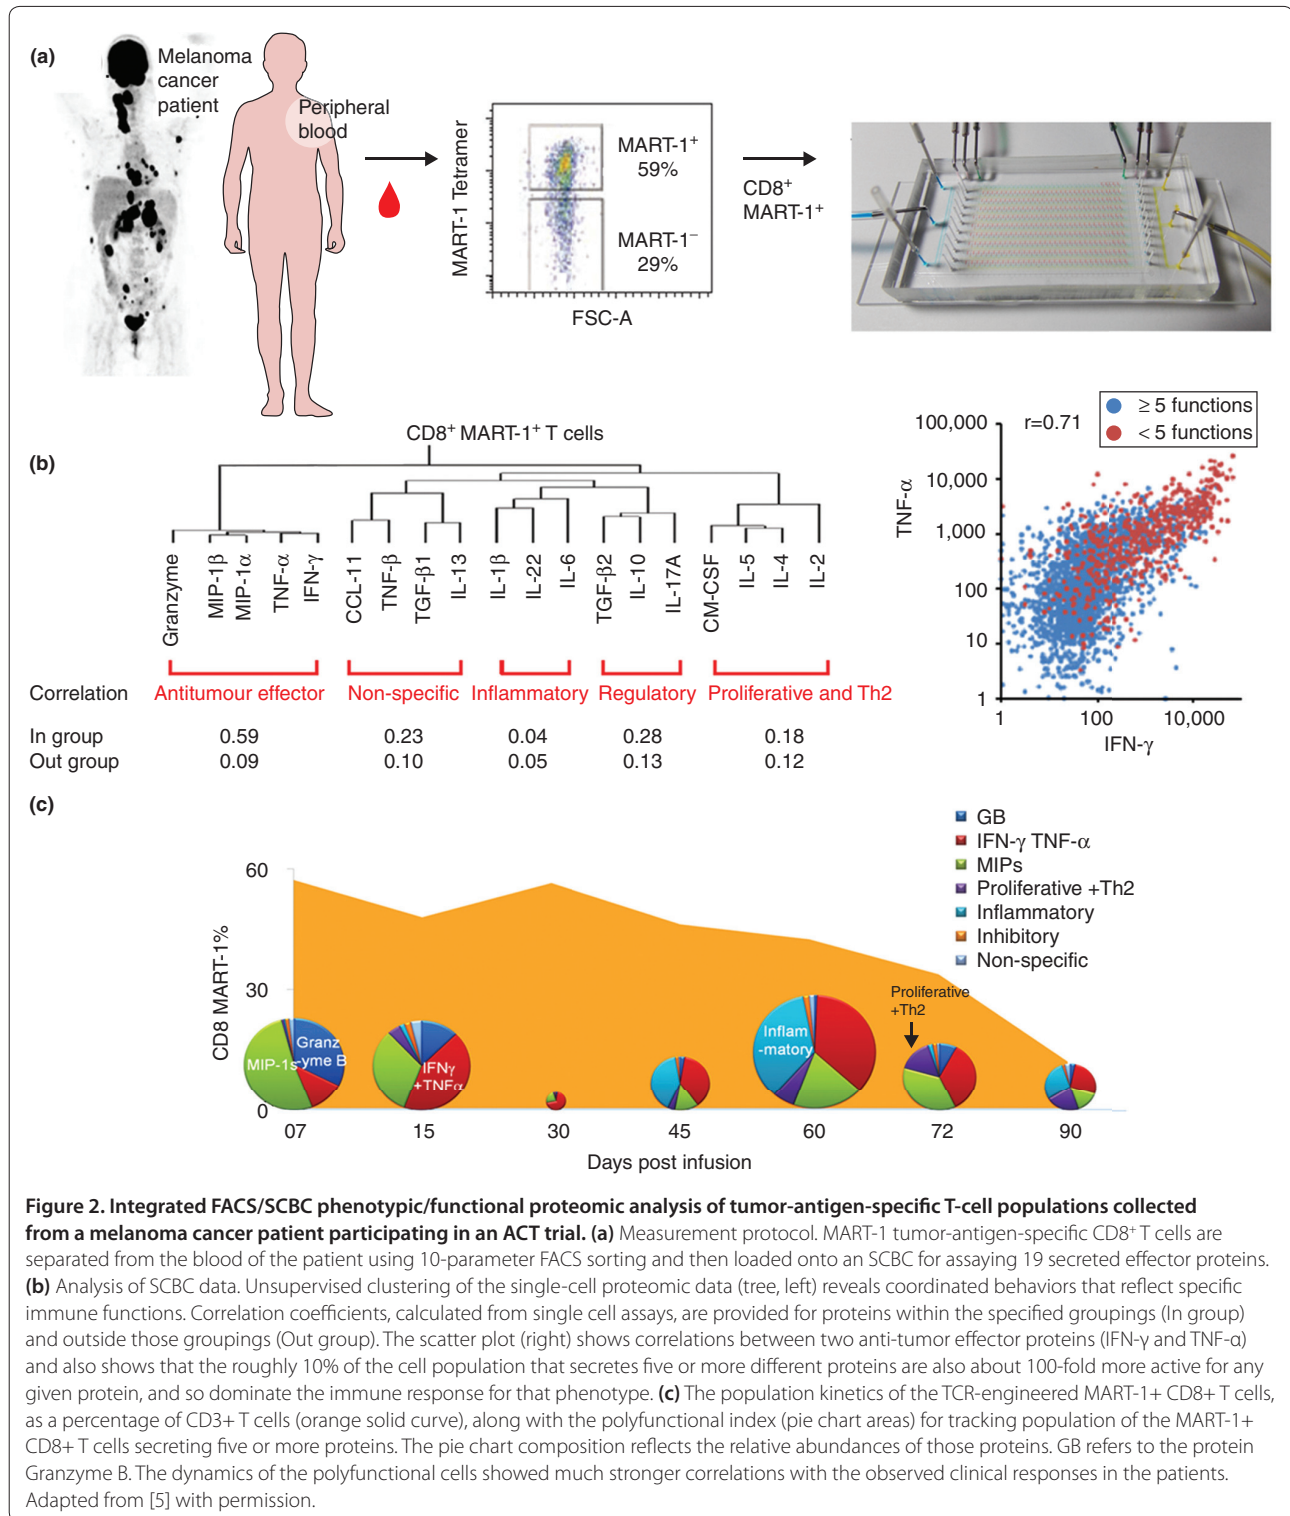 (a)
Melanoma
cancer
patient
Peripheral
blood
MART-1 Tetramer
MART-1⁺
59%
MART-1⁻
29%
FSC-A
CD8⁺
MART-1⁺
(b)
CD8⁺ MART-1⁺ T cells
Granzyme
MIP-1β
MIP-1α
TNF-α
IFN-γ
CCL-11
TNF-β
TGF-β1
IL-13
IL-1β
IL-22
IL-6
TGF-β2
IL-10
IL-17A
CM-CSF
IL-5
IL-4
IL-2
Correlation Antitumour effector Non-specific Inflammatory Regulatory Proliferative and Th2
In group 0.59 0.23 0.04 0.28 0.18
Out group 0.09 0.10 0.05 0.13 0.12
≥ 5 functions
< 5 functions
r=0.71
TNF-α
100,000
10,000
1,000
100
10
1
1 100 10,000
IFN-γ
(c)
GB
IFN-γ TNF-α
MIPs
Proliferative +Th2
Inflammatory
Inhibitory
Non-specific
CD8 MART-1%
60
30
0
MIP-1s
Granz
-yme B
IFNγ
+TNFα
Inflam
-matory
Proliferative
+Th2
07 15 30 45 60 72 90
Days post infusion
Figure 2. Integrated FACS/SCBC phenotypic/functional proteomic analysis of tumor-antigen-specific T-cell populations collected
from a melanoma cancer patient participating in an ACT trial. (a) Measurement protocol. MART-1 tumor-antigen-specific CD8⁺ T cells are
separated from the blood of the patient using 10-parameter FACS sorting and then loaded onto an SCBC for assaying 19 secreted effector proteins.
(b) Analysis of SCBC data. Unsupervised clustering of the single-cell proteomic data (tree, left) reveals coordinated behaviors that reflect specific
immune functions. Correlation coefficients, calculated from single cell assays, are provided for proteins within the specified groupings (In group)
and outside those groupings (Out group). The scatter plot (right) shows correlations between two anti-tumor effector proteins (IFN-γ and TNF-α)
and also shows that the roughly 10% of the cell population that secretes five or more different proteins are also about 100-fold more active for any
given protein, and so dominate the immune response for that phenotype. (c) The population kinetics of the TCR-engineered MART-1+ CD8+ T cells,
as a percentage of CD3+ T cells (orange solid curve), along with the polyfunctional index (pie chart areas) for tracking population of the MART-1+
CD8+ T cells secreting five or more proteins. The pie chart composition reflects the relative abundances of those proteins. GB refers to the protein
Granzyme B. The dynamics of the polyfunctional cells showed much stronger correlations with the observed clinical responses in the patients.
Adapted from [5] with permission.